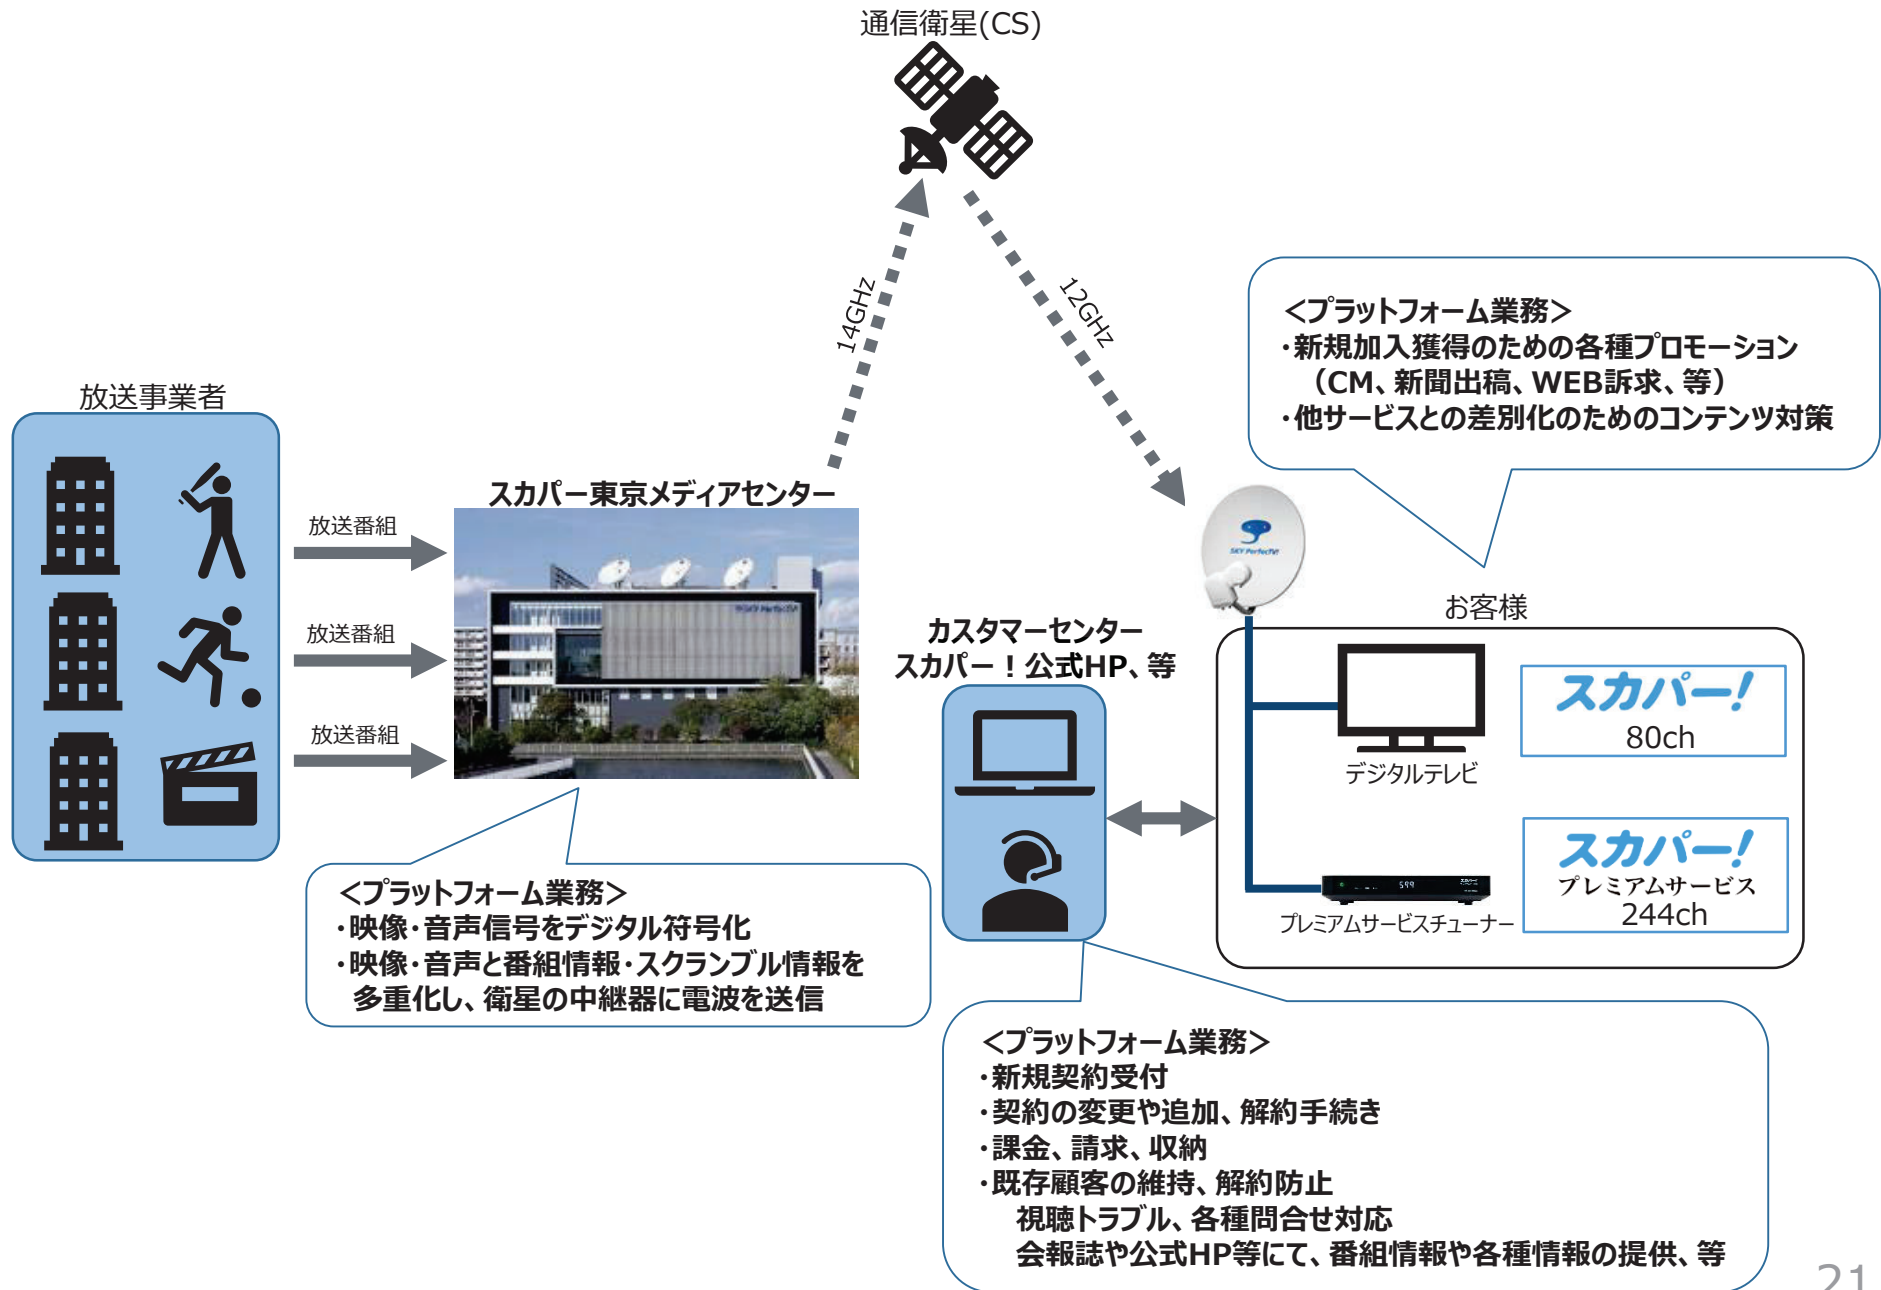 通信衛星(CS)
14GHz
12GHz
<プラットフォーム業務>
・新規加入獲得のための各種プロモーション
（CM、新聞出稿、WEB訴求、等）
・他サービスとの差別化のためのコンテンツ対策
放送事業者
放送番組
放送番組
放送番組
スカパー東京メディアセンター
SKY PerfecTV!
SKY PerfecTV!
<プラットフォーム業務>
・映像・音声信号をデジタル符号化
・映像・音声と番組情報・スクランブル情報を
多重化し、衛星の中継器に電波を送信
カスタマーセンター
スカパー！公式HP、等
お客様
デジタルテレビ
スカパー!
80ch
599
プレミアムサービスチューナー
スカパー!
プレミアムサービス
244ch
<プラットフォーム業務>
・新規契約受付
・契約の変更や追加、解約手続き
・課金、請求、収納
・既存顧客の維持、解約防止
視聴トラブル、各種問合せ対応
会報誌や公式HP等にて、番組情報や各種情報の提供、等
21